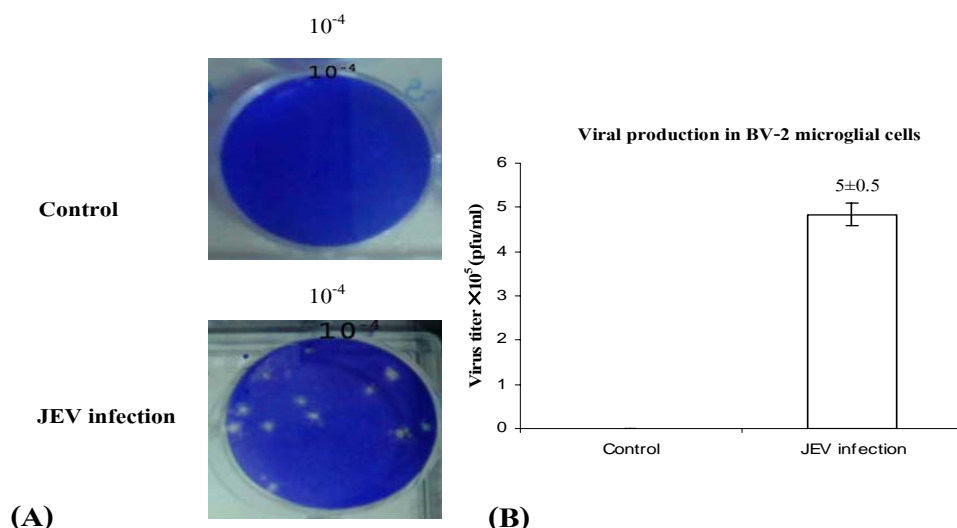 10⁻⁴
10⁻⁴
Control
10⁻⁴
10⁻⁴
JEV infection
(A)
Viral production in BV-2 microglial cells
Virus titer ×10⁵ (pfu/ml)
6
5
4
3
2
1
0
5±0.5
Control
JEV infection
(B)